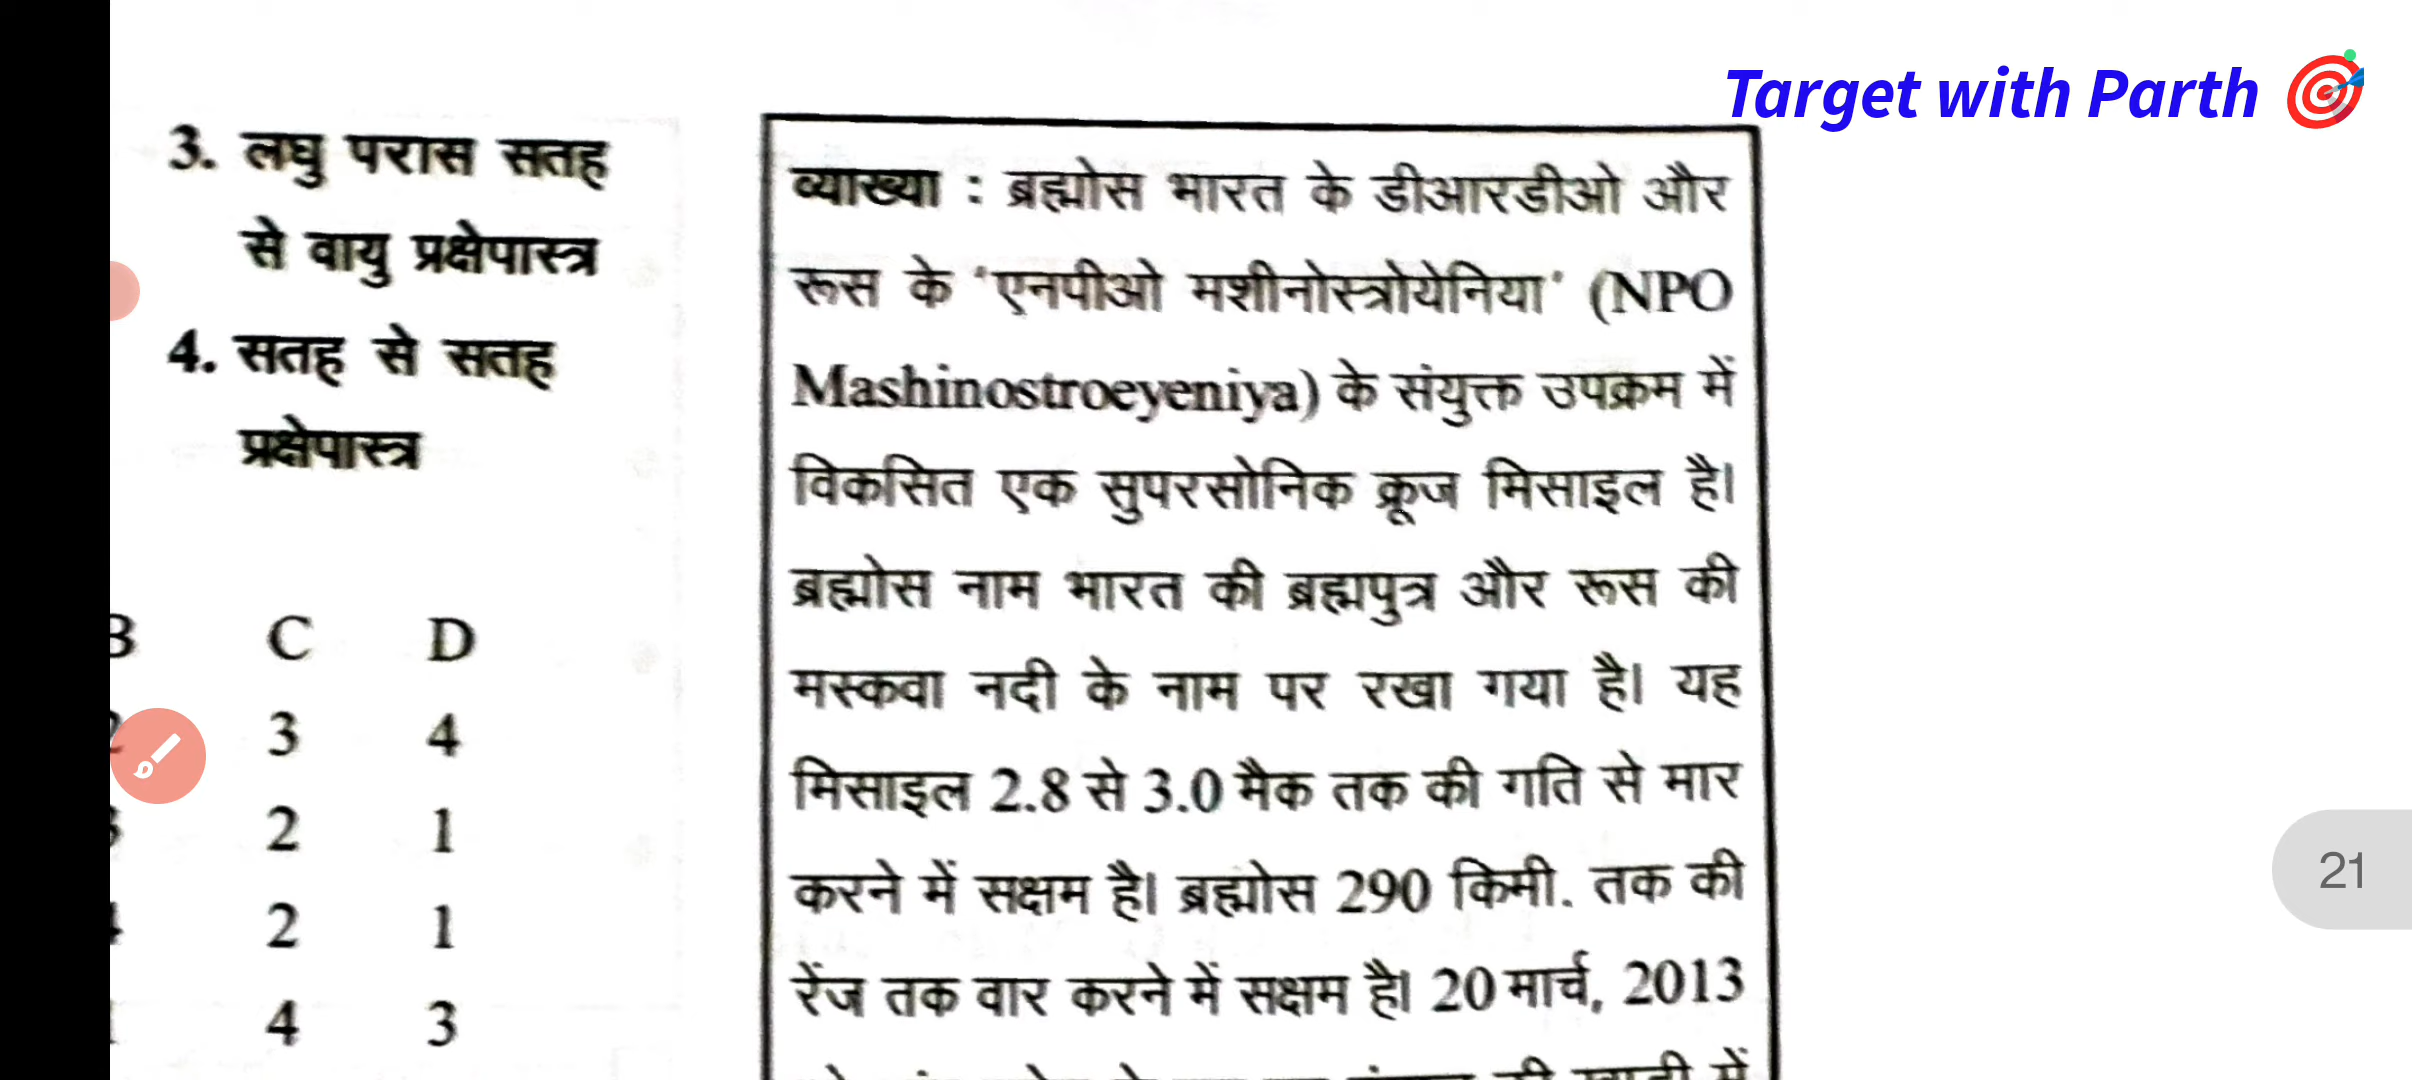 Target with Parth
3. लघु परास सतह
से वायु प्रक्षेपास्त्र
4. सतह से सतह
प्रक्षेपास्त्र
B C D
3 4
2 1
2 1
4 3
व्याख्या : ब्रह्मोस भारत के डीआरडीओ और
रूस के 'एनपीओ मशीनोस्त्रोयेनिया' (NPO
Mashinostroeyeniya) के संयुक्त उपक्रम में
विकसित एक सुपरसोनिक क्रूज मिसाइल है।
ब्रह्मोस नाम भारत की ब्रह्मपुत्र और रूस की
मस्कवा नदी के नाम पर रखा गया है। यह
मिसाइल 2.8 से 3.0 मैक तक की गति से मार
करने में सक्षम है। ब्रह्मोस 290 किमी. तक की
रेंज तक वार करने में सक्षम है। 20 मार्च, 2013
21